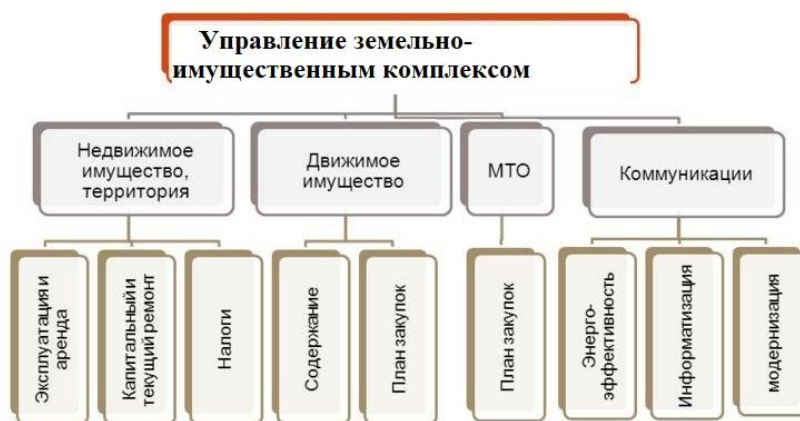 Управление земельно-
имущественным комплексом
Недвижимое
имущество,
территория
Движимое
имущество
МТО
Коммуникации
Эксплуатация и
аренда
Капитальный и
текущий ремонт
Налоги
Содержание
План закупок
План закупок
Энерго-
эффективность
Информатизация
модернизация